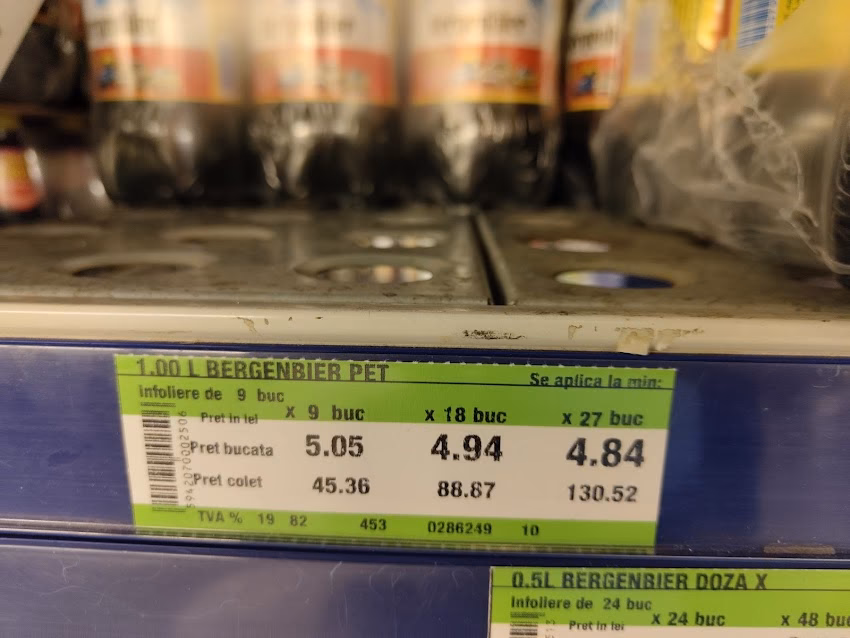 1.00 L BERGENBIER PET
Se aplica la min:
Infoliere de 9 buc
Pret in lei x 9 buc x 18 buc x 27 buc
Pret bucata 5.05 4.94 4.84
Pret colet 45.36 88.87 130.52
TVA % 19 82 453 0286249 10
5942070002506
0.5L BERGENBIER DOZA X
Infoliere de 24 buc
Pret in lei x 24 buc x 48 buc